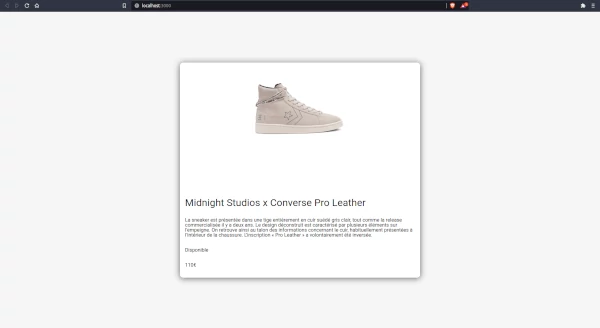 localhost:3000
Midnight Studios x Converse Pro Leather
La sneaker est présentée dans une tige entièrement en cuir suédé gris clair, tout comme la release
commercialisée il y a deux ans. Le design déconstruit est caractérisé par plusieurs éléments sur
l'empeigne. On retrouve ainsi au talon des informations concernant le cuir, habituellement présentées à
l'intérieur de la chaussure. L'inscription « Pro Leather » a volontairement été inversée.
Disponible
110€